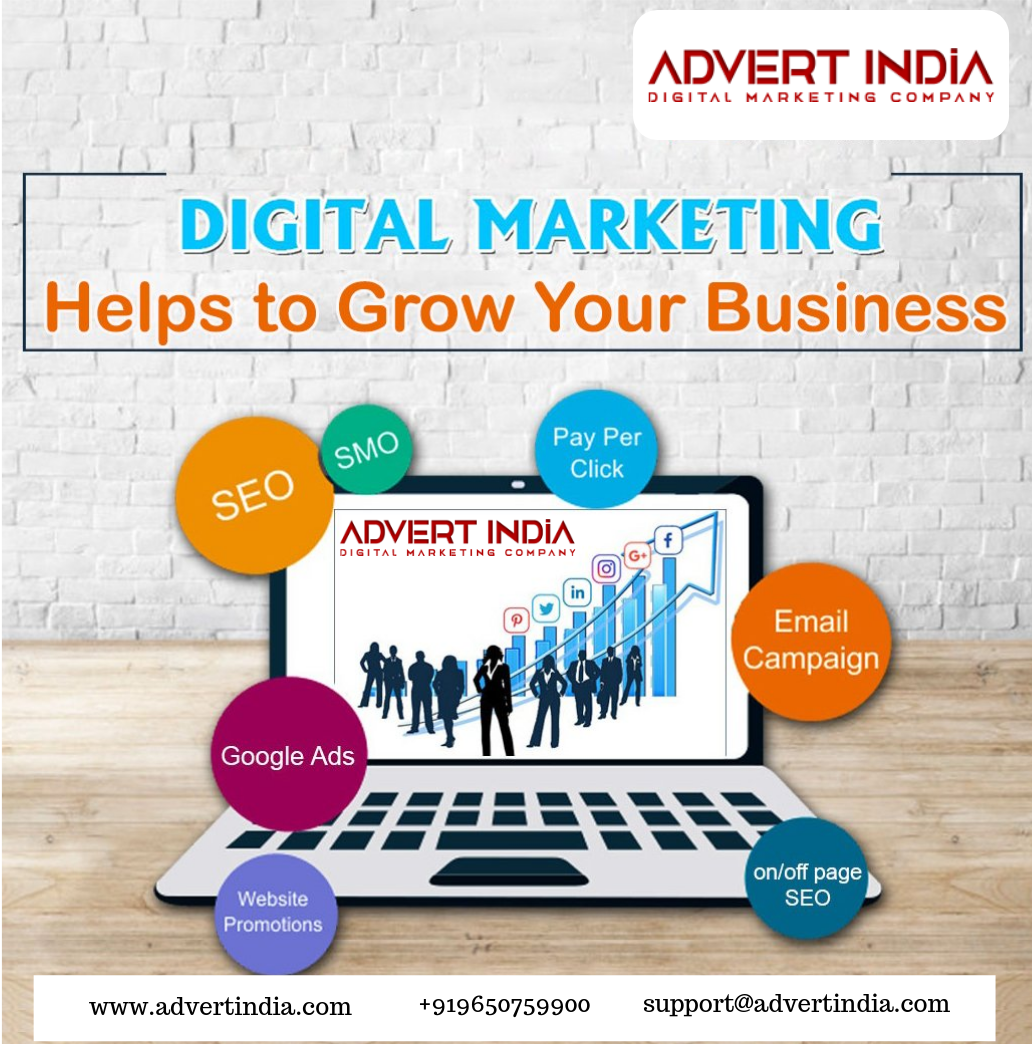 ADVERT INDiA
DIGITAL MARKETING COMPANY
DIGITAL MARKETING
Helps to Grow Your Business
SEO
SMO
Pay Per
Click
ADVERT INDiA
DIGITAL MARKETING COMPANY
f
G+
in
Email
Campaign
Google Ads
on/off page
SEO
Website
Promotions
www.advertindia.com
+919650759900
support@advertindia.com